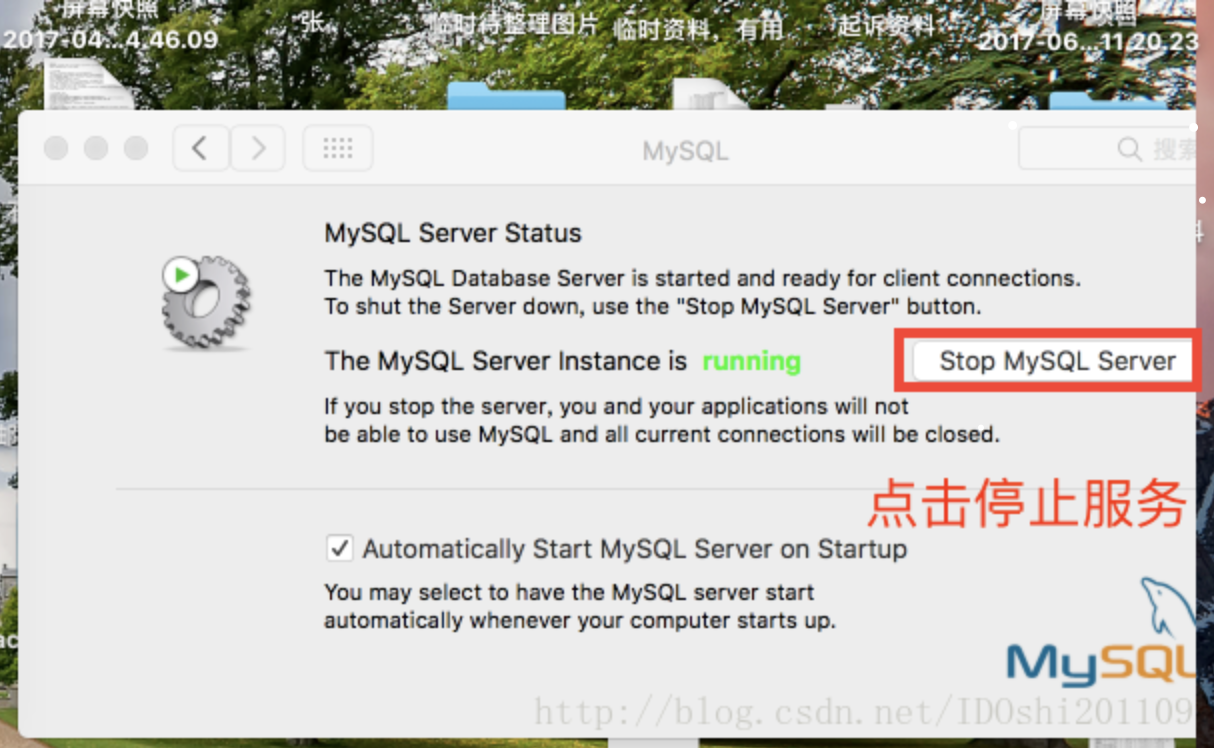 屏幕快照
2017-04...4.46.09
张
临时待整理图片
临时资料，有用
起诉资料
屏幕快照
2017-06...11.20.23
MySQL
搜索
MySQL Server Status
The MySQL Database Server is started and ready for client connections.
To shut the Server down, use the "Stop MySQL Server" button.
The MySQL Server Instance is running
Stop MySQL Server
If you stop the server, you and your applications will not
be able to use MySQL and all current connections will be closed.
点击停止服务
Automatically Start MySQL Server on Startup
You may select to have the MySQL server start
automatically whenever your computer starts up.
MySQL
http://blog.csdn.net/IDOshi201109